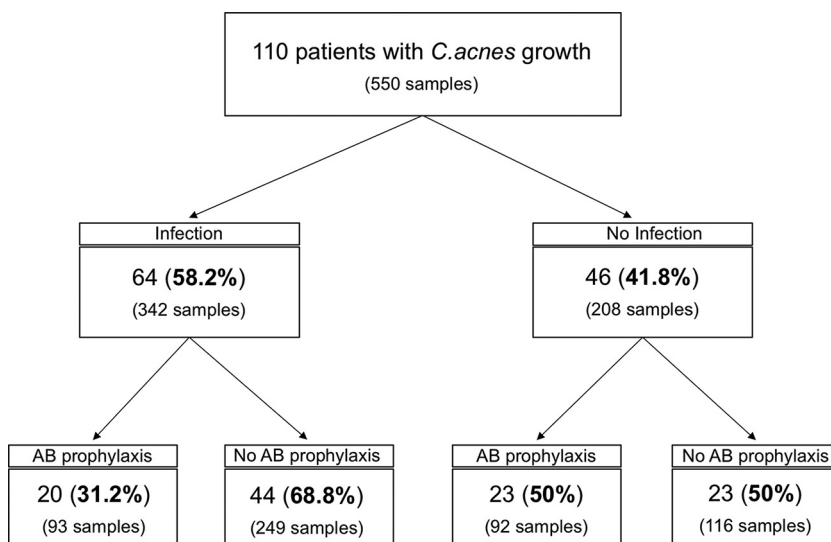 110 patients with C.acnes growth
(550 samples)
Infection
64 (58.2%)
(342 samples)
No Infection
46 (41.8%)
(208 samples)
AB prophylaxis
20 (31.2%)
(93 samples)
No AB prophylaxis
44 (68.8%)
(249 samples)
AB prophylaxis
23 (50%)
(92 samples)
No AB prophylaxis
23 (50%)
(116 samples)